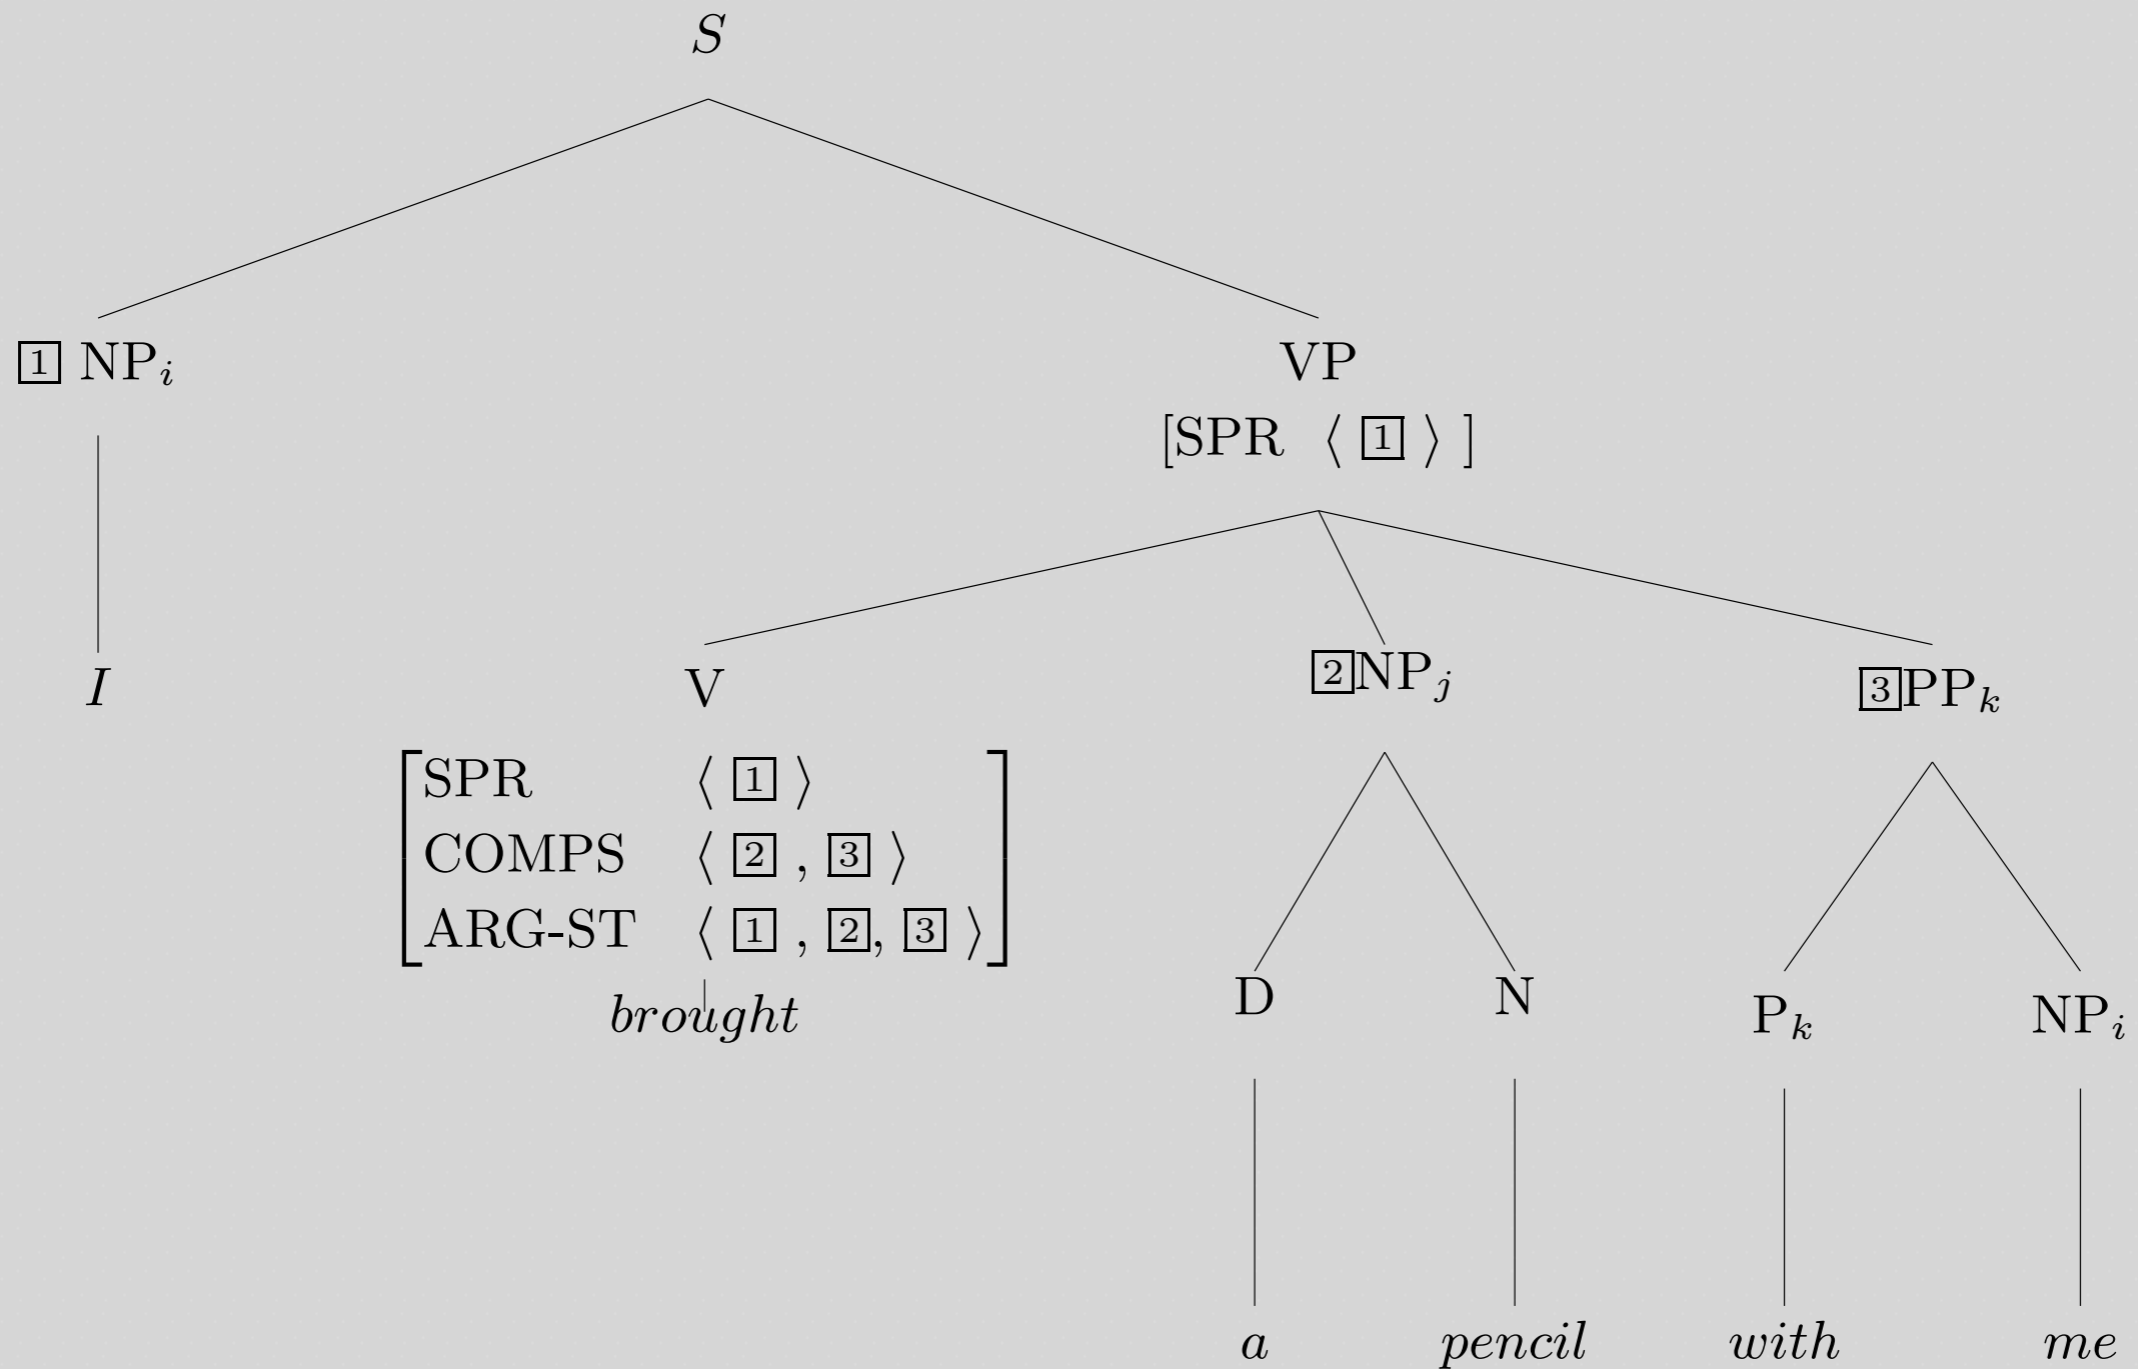 S
1 NP_i VP
[SPR ⟨ 1 ⟩ ]
I V 2NP_j 3PP_k
SPR ⟨ 1 ⟩
COMPS ⟨ 2 , 3 ⟩
ARG-ST ⟨ 1 , 2, 3 ⟩
brought D N P_k NP_i
a pencil with me